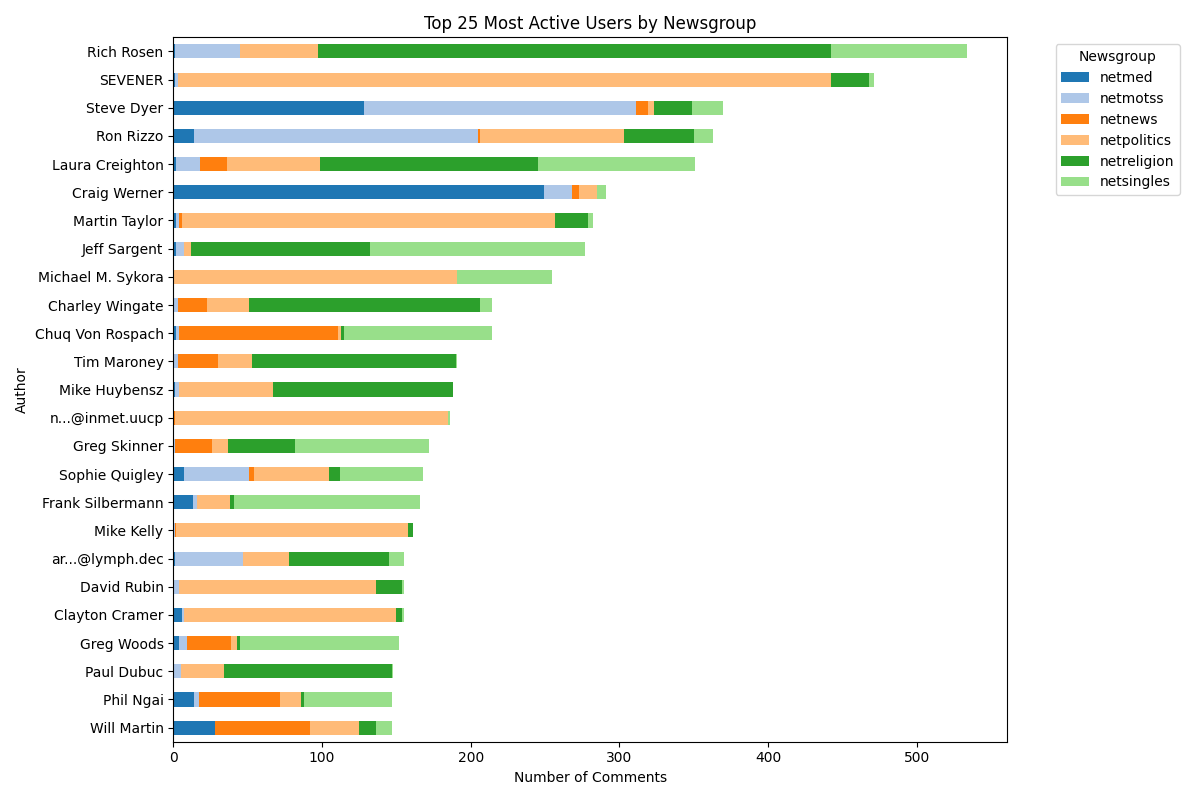 Top 25 Most Active Users by Newsgroup
Author
Rich Rosen
SEVENER
Steve Dyer
Ron Rizzo
Laura Creighton
Craig Werner
Martin Taylor
Jeff Sargent
Michael M. Sykora
Charley Wingate
Chuq Von Rospach
Tim Maroney
Mike Huybensz
n...@inmet.uucp
Greg Skinner
Sophie Quigley
Frank Silbermann
Mike Kelly
ar...@lymph.dec
David Rubin
Clayton Cramer
Greg Woods
Paul Dubuc
Phil Ngai
Will Martin
0 100 200 300 400 500
Number of Comments
Newsgroup
netmed
netmotss
netnews
netpolitics
netreligion
netsingles